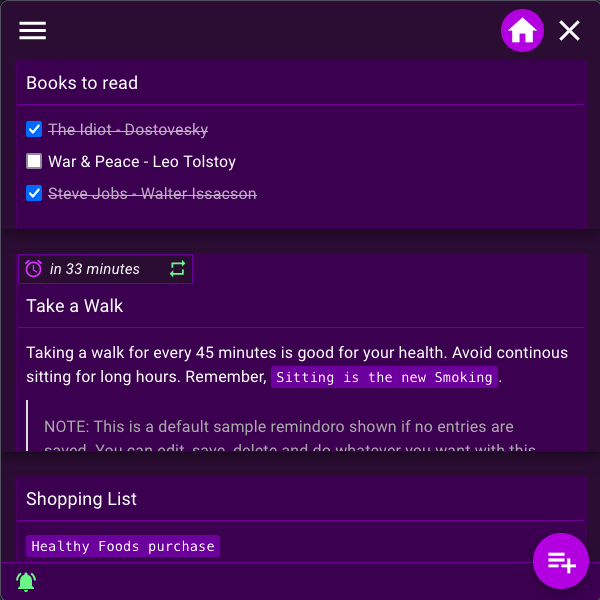 Books to read
The Idiot - Dostovesky
War & Peace - Leo Tolstoy
Steve Jobs - Walter Issacson
in 33 minutes
Take a Walk
Taking a walk for every 45 minutes is good for your health. Avoid continous
sitting for long hours. Remember, Sitting is the new Smoking.
NOTE: This is a default sample remindoro shown if no entries are
saved. You can edit, save, delete and do whatever you want with this
Shopping List
Healthy Foods purchase